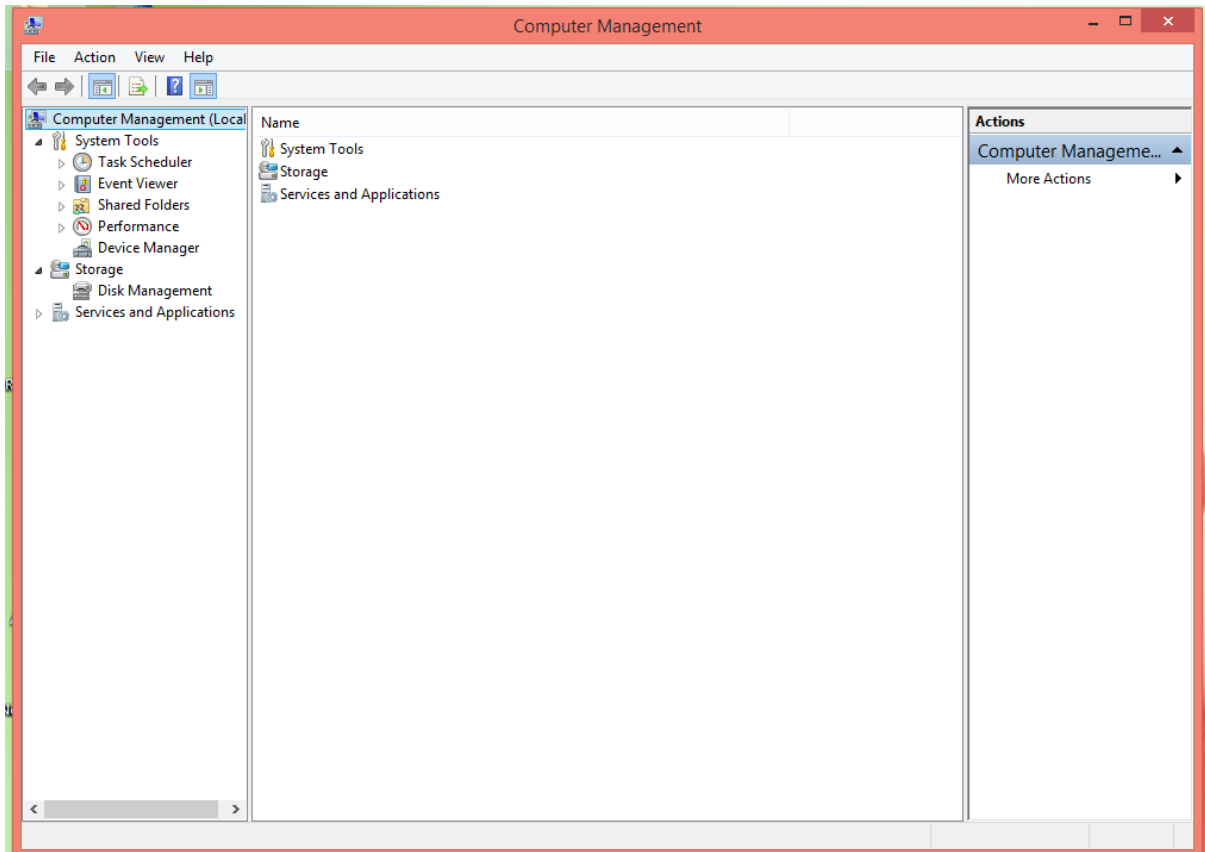 Computer Management
File Action View Help
Computer Management (Local
System Tools
Task Scheduler
Event Viewer
Shared Folders
Performance
Device Manager
Storage
Disk Management
Services and Applications
Name
System Tools
Storage
Services and Applications
Actions
Computer Manageme...
More Actions